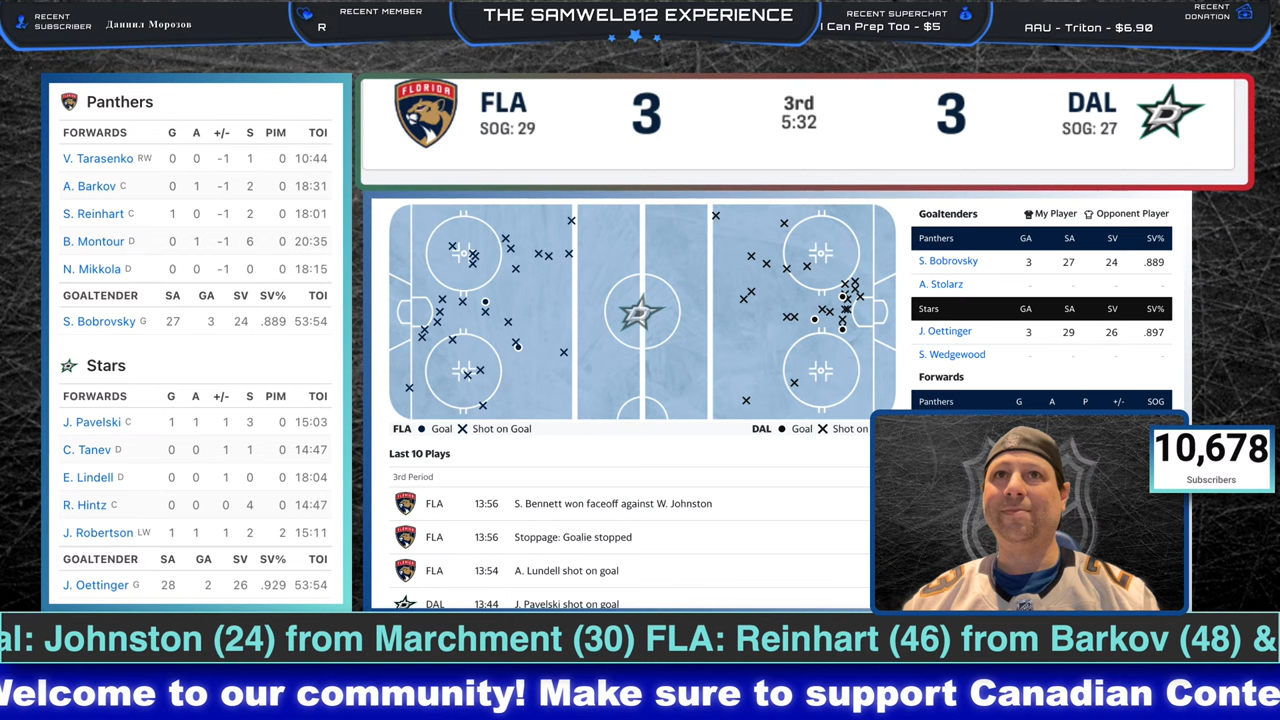 RECENT SUBSCRIBER
Даниил Морозов
RECENT MEMBER
R
THE SAMWELB12 EXPERIENCE
RECENT SUPERCHAT
I Can Prep Too - $5
RECENT DONATION
AAU - Triton - $6.90
Panthers
FORWARDS G A +/- S PIM TOI
V. Tarasenko RW 0 0 -1 1 0 10:44
A. Barkov C 0 1 -1 2 0 18:31
S. Reinhart C 1 0 -1 2 0 18:01
B. Montour D 0 1 -1 6 0 20:35
N. Mikkola D 0 0 -1 0 0 18:15
GOALTENDER SA GA SV SV% TOI
S. Bobrovsky G 27 3 24 .889 53:54
Stars
FORWARDS G A +/- S PIM TOI
J. Pavelski C 1 1 1 3 0 15:03
C. Tanev D 0 0 1 1 0 14:47
E. Lindell D 0 0 1 0 0 18:04
R. Hintz C 0 0 0 4 0 14:47
J. Robertson LW 1 1 1 2 2 15:11
GOALTENDER SA GA SV SV% TOI
J. Oettinger G 28 2 26 .929 53:54
FLORIDA
FLA
SOG: 29
3
3rd
5:32
3
DAL
SOG: 27
FLA Goal Shot on Goal
DAL Goal Shot on
Last 10 Plays
3rd Period
FLA 13:56 S. Bennett won faceoff against W. Johnston
FLA 13:56 Stoppage: Goalie stopped
FLA 13:54 A. Lundell shot on goal
DAL 13:44 J. Pavelski shot on goal
Goaltenders My Player Opponent Player
Panthers GA SA SV SV%
S. Bobrovsky 3 27 24 .889
A. Stolarz - - - -
Stars GA SA SV SV%
J. Oettinger 3 29 26 .897
S. Wedgewood - - - -
Forwards
Panthers G A P +/- SOG
10,678
Subscribers
al: Johnston (24) from Marchment (30) FLA: Reinhart (46) from Barkov (48) &
Welcome to our community! Make sure to support Canadian Conte